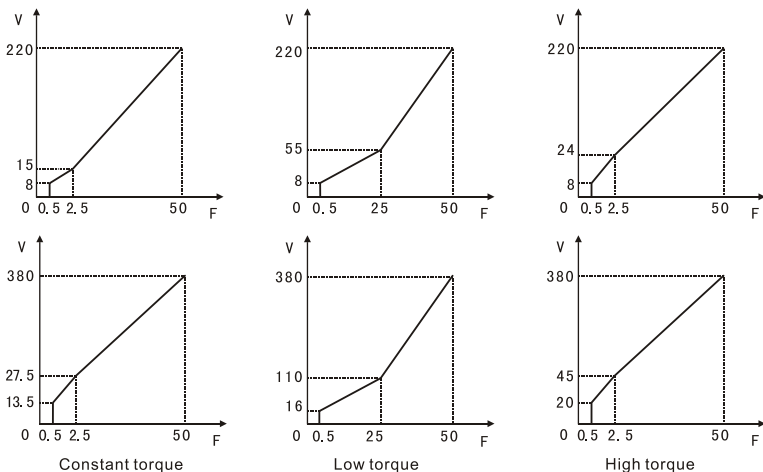 V V V
220 220 220
15 55 24
8 8 8
0 0.5 2.5 50 F 0 0.5 25 50 F 0 0.5 2.5 50 F
V V V
380 380 380
27.5 110 45
13.5 16 20
0 0.5 2.5 50 F 0 0.5 25 50 F 0 0.5 2.5 50 F
Constant torque Low torque High torque